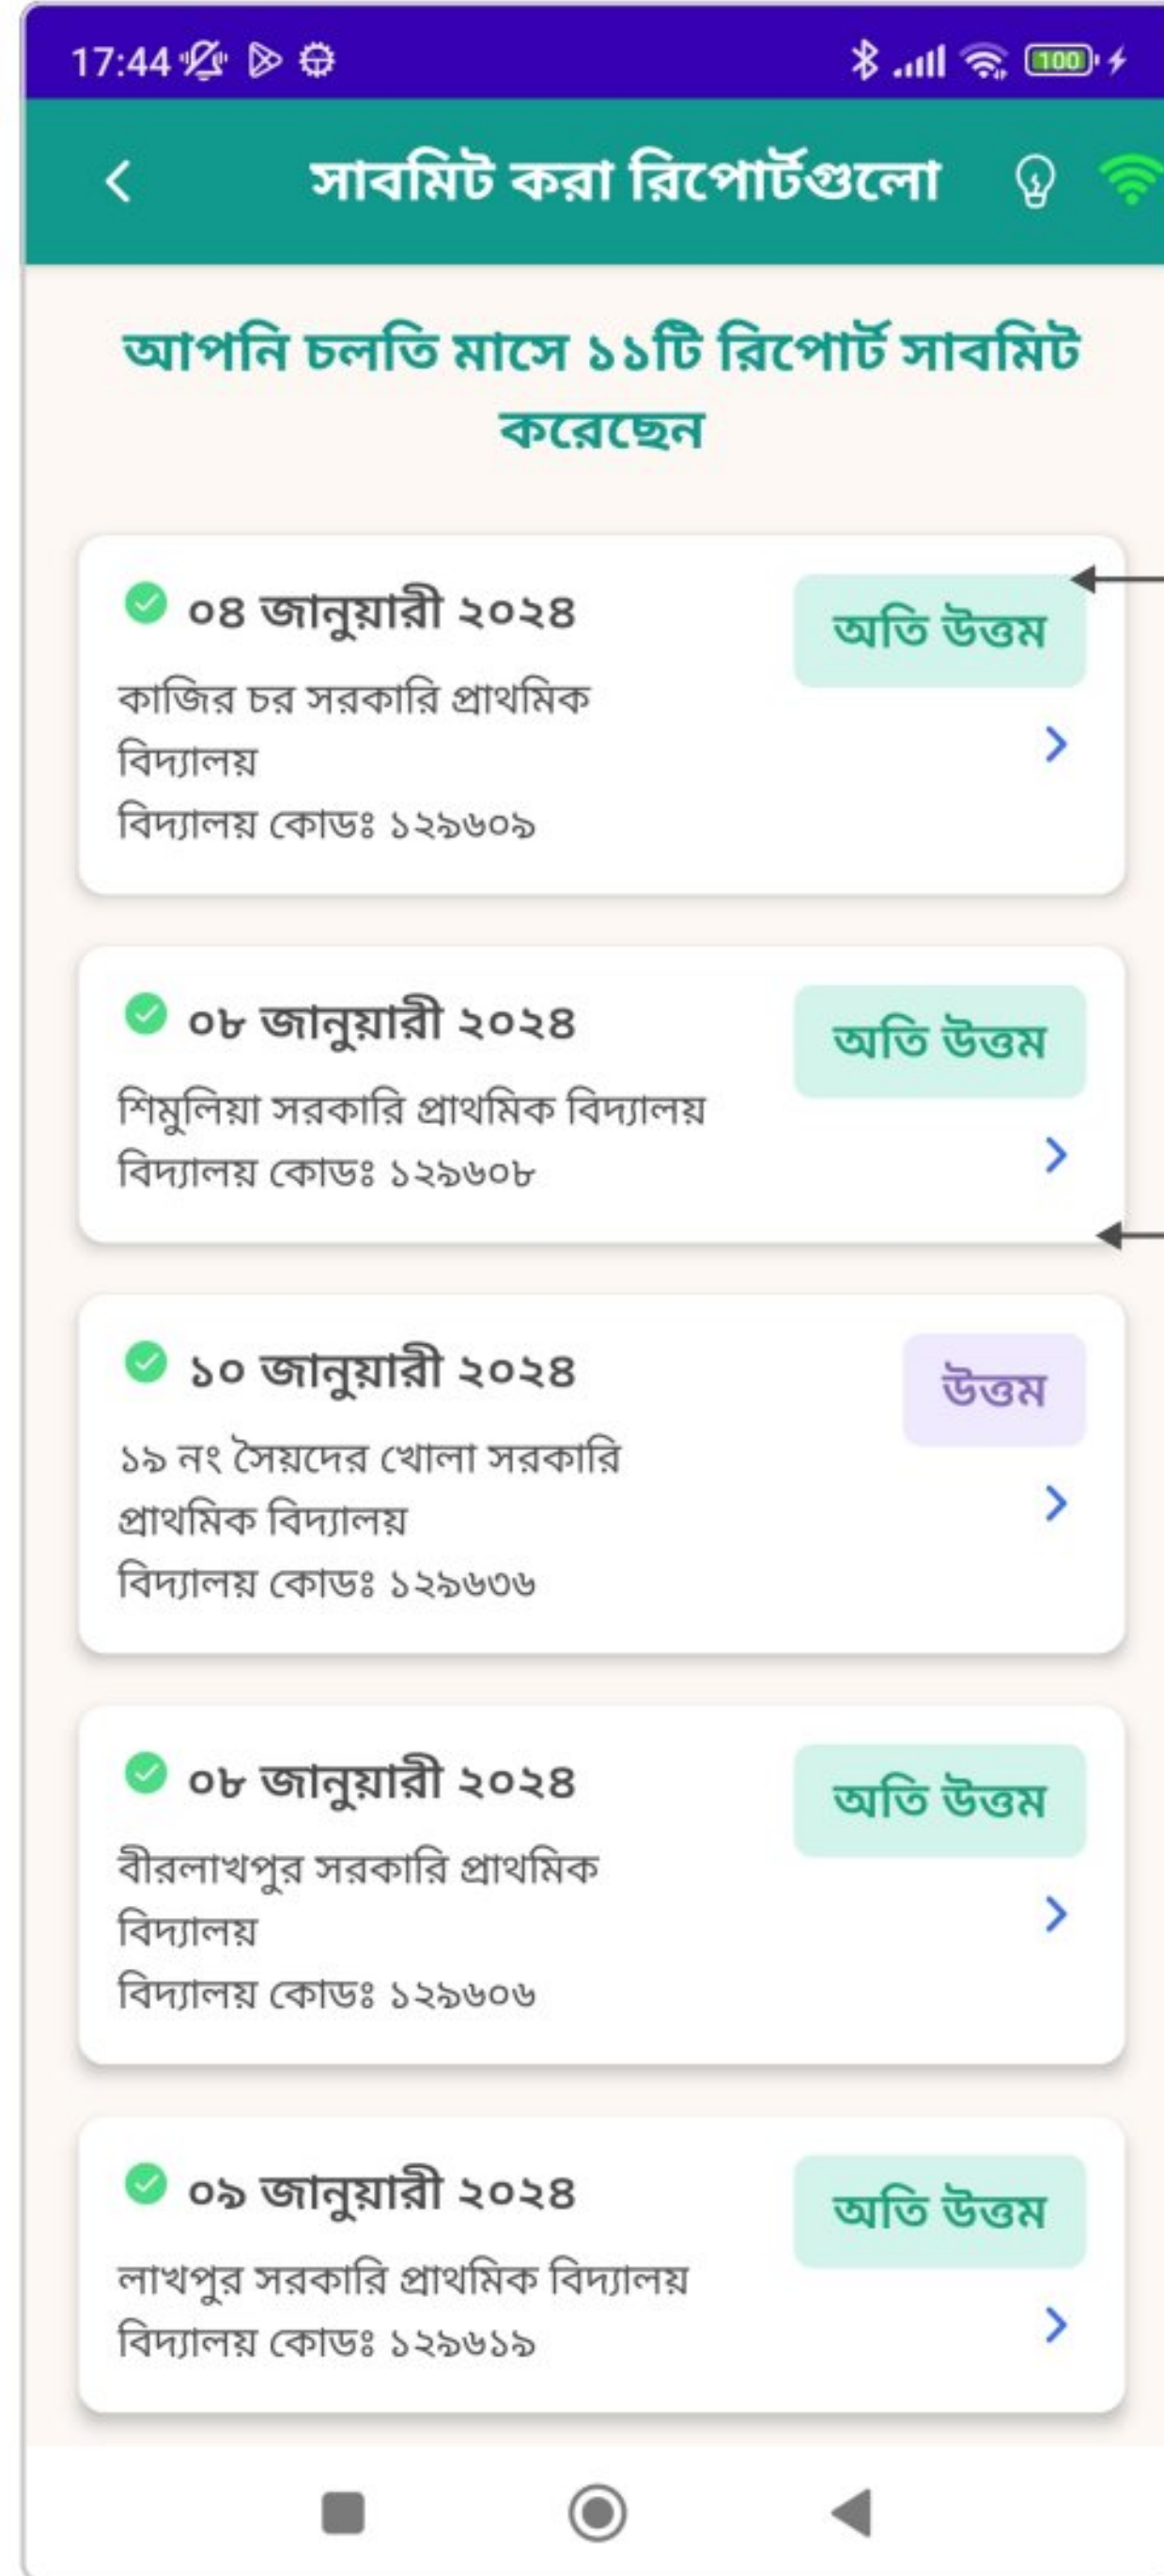 17:44
100
সাবমিট করা রিপোর্টগুলো
আপনি চলতি মাসে ১১টি রিপোর্ট সাবমিট
করেছেন
০৪ জানুয়ারী ২০২৪
অতি উত্তম
কাজির চর সরকারি প্রাথমিক
বিদ্যালয়
বিদ্যালয় কোডঃ ১২৯৬০৯
০৮ জানুয়ারী ২০২৪
অতি উত্তম
শিমুলিয়া সরকারি প্রাথমিক বিদ্যালয়
বিদ্যালয় কোডঃ ১২৯৬০৮
১০ জানুয়ারী ২০২৪
উত্তম
১৯ নং সৈয়দের খোলা সরকারি
প্রাথমিক বিদ্যালয়
বিদ্যালয় কোডঃ ১২৯৬৩৬
০৮ জানুয়ারী ২০২৪
অতি উত্তম
বীরলাখপুর সরকারি প্রাথমিক
বিদ্যালয়
বিদ্যালয় কোডঃ ১২৯৬০৬
০৯ জানুয়ারী ২০২৪
অতি উত্তম
লাখপুর সরকারি প্রাথমিক বিদ্যালয়
বিদ্যালয় কোডঃ ১২৯৬১৯